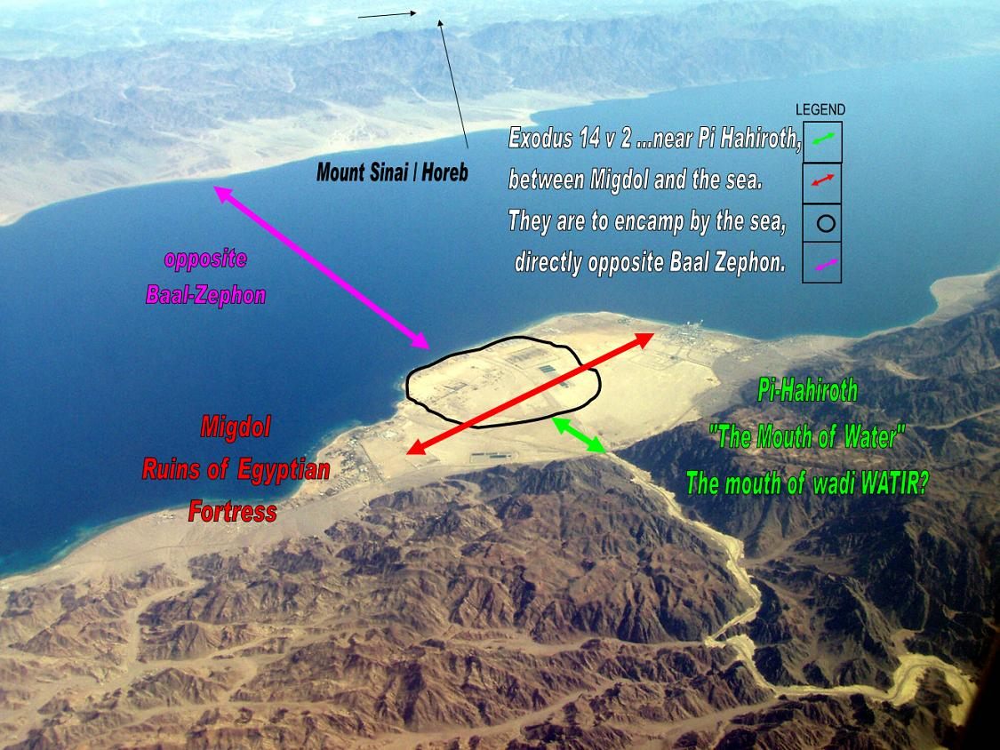 LEGEND
Exodus 14 v 2 ...near Pi Hahiroth,
between Migdol and the sea.
They are to encamp by the sea,
directly opposite Baal Zephon.
Mount Sinai / Horeb
opposite
Baal-Zephon
Migdol
Ruins of Egyptian
Fortress
Pi-Hahiroth
"The Mouth of Water"
The mouth of wadi WATIR?